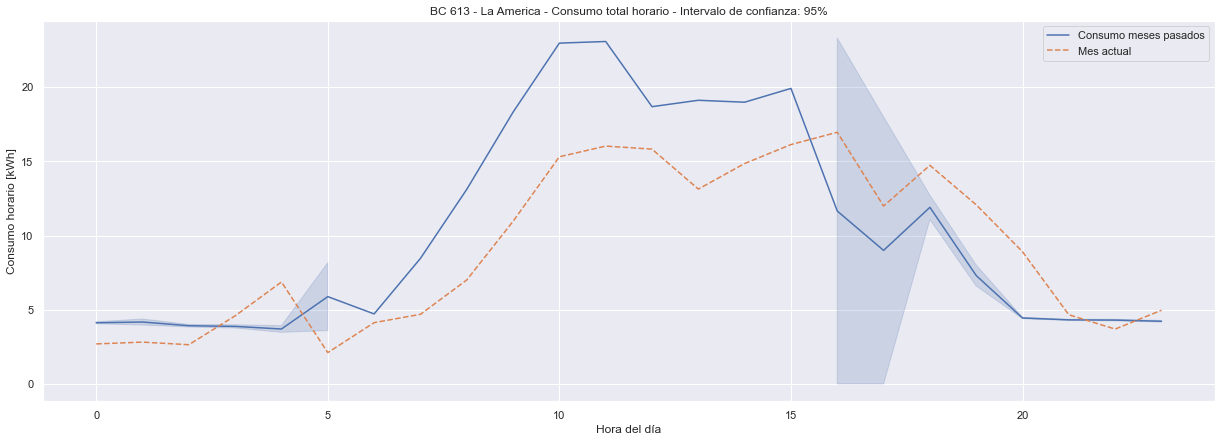 BC 613 - La America - Consumo total horario - Intervalo de confianza: 95%
Consumo meses pasados
Mes actual
Consumo horario [kWh]
20
15
10
5
0
0 5 10 15 20
Hora del día